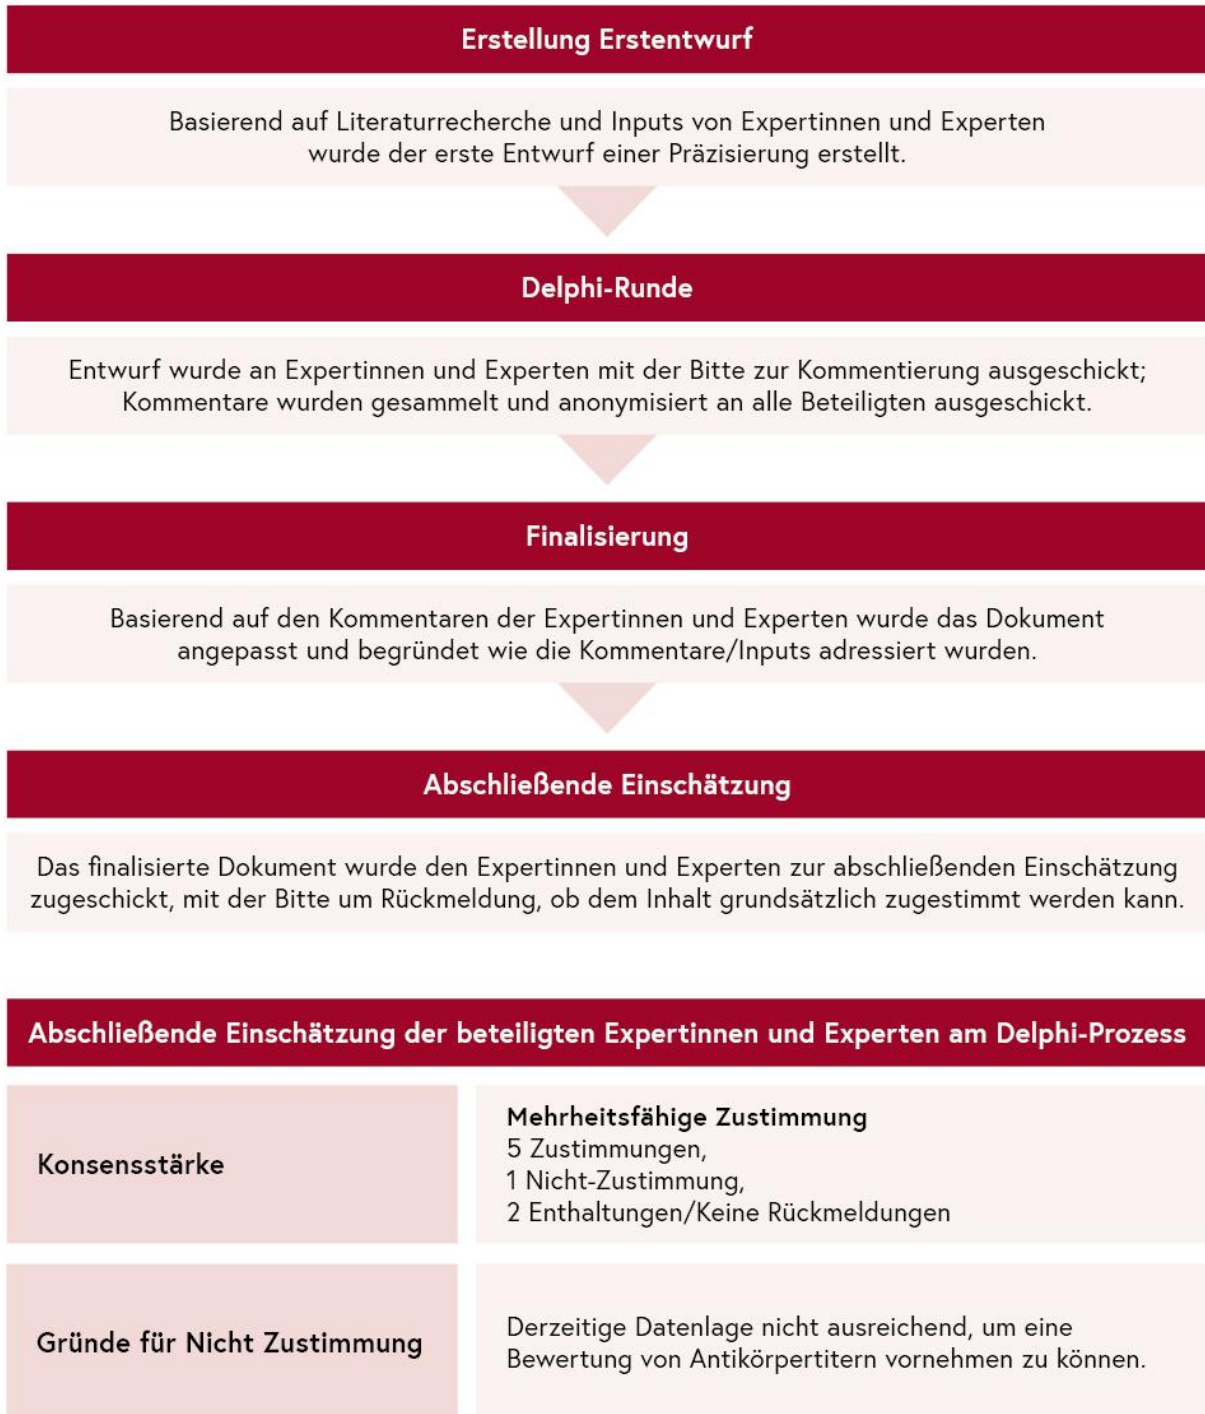 Erstellung Erstentwurf
Basierend auf Literaturrecherche und Inputs von Expertinnen und Experten
wurde der erste Entwurf einer Präzisierung erstellt.
Delphi-Runde
Entwurf wurde an Expertinnen und Experten mit der Bitte zur Kommentierung ausgeschickt;
Kommentare wurden gesammelt und anonymisiert an alle Beteiligten ausgeschickt.
Finalisierung
Basierend auf den Kommentaren der Expertinnen und Experten wurde das Dokument
angepasst und begründet wie die Kommentare/Inputs adressiert wurden.
Abschließende Einschätzung
Das finalisierte Dokument wurde den Expertinnen und Experten zur abschließenden Einschätzung
zugeschickt, mit der Bitte um Rückmeldung, ob dem Inhalt grundsätzlich zugestimmt werden kann.
Abschließende Einschätzung der beteiligten Expertinnen und Experten am Delphi-Prozess
Konsensstärke
Mehrheitsfähige Zustimmung
5 Zustimmungen,
1 Nicht-Zustimmung,
2 Enthaltungen/Keine Rückmeldungen
Gründe für Nicht Zustimmung
Derzeitige Datenlage nicht ausreichend, um eine
Bewertung von Antikörpertitern vornehmen zu können.